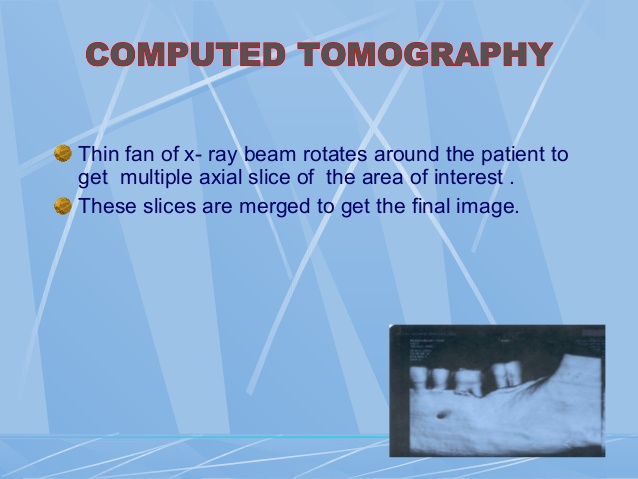 COMPUTED TOMOGRAPHY
Thin fan of x- ray beam rotates around the patient to
get multiple axial slice of the area of interest .
These slices are merged to get the final image.